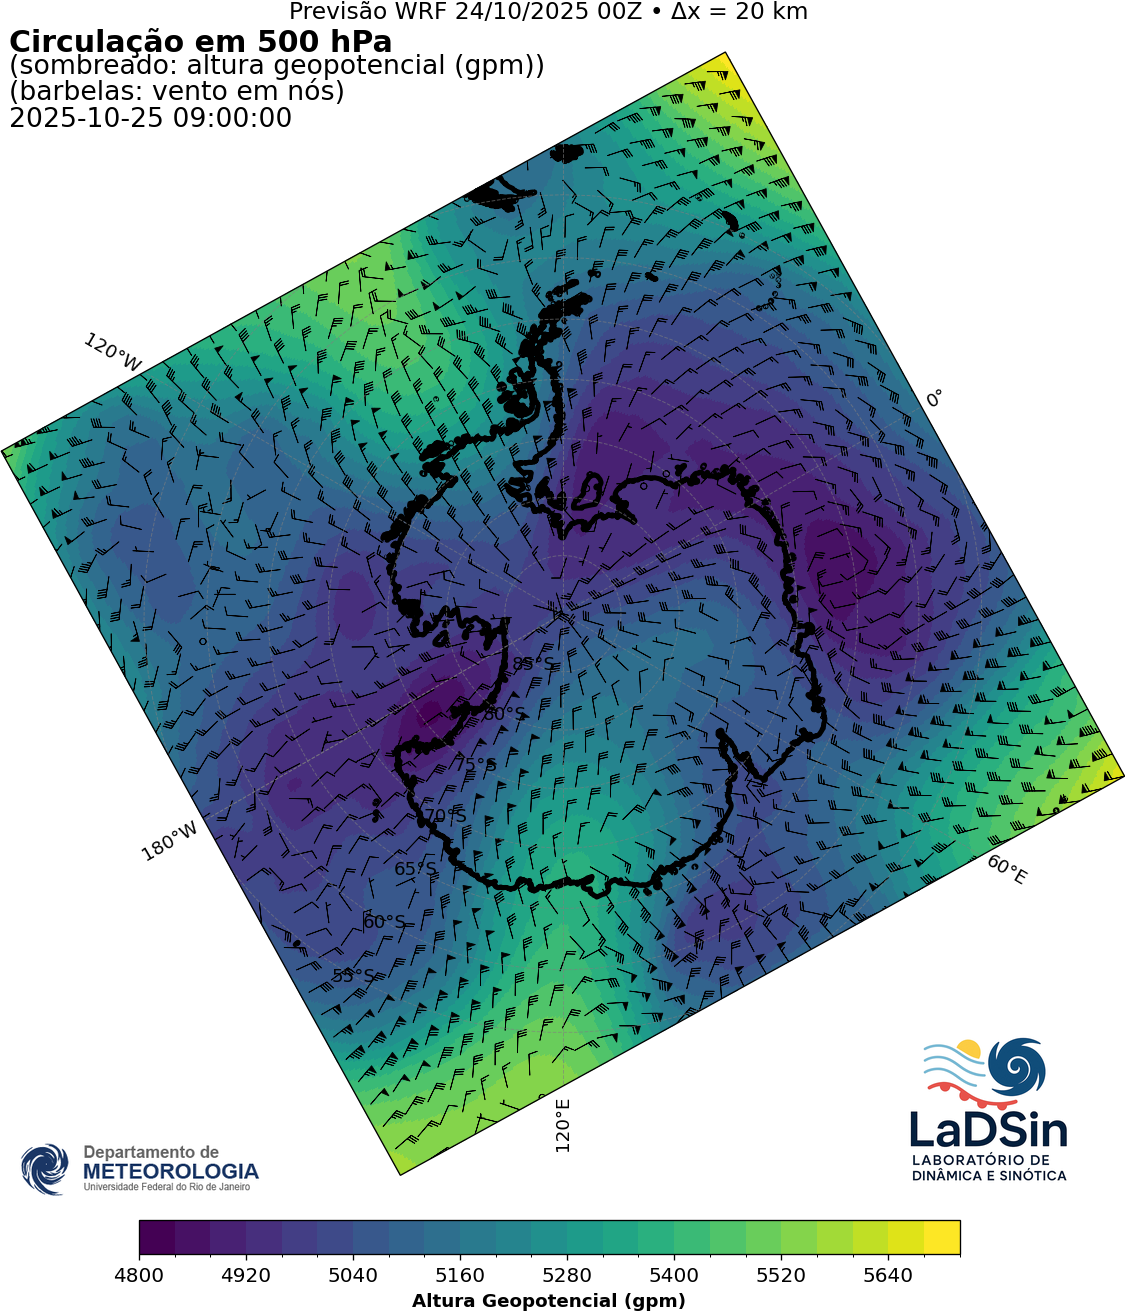 Previsão WRF 24/10/2025 00Z • Δx = 20 km
Circulação em 500 hPa
(sombreado: altura geopotencial (gpm))
(barbelas: vento em nós)
2025-10-25 09:00:00
120°W
0°
85°S
80°S
75°S
70°S
65°S
60°S
55°S
180°W
60°E
120°E
LaDSin
LABORATÓRIO DE
DINÂMICA E SINÓTICA
Departamento de
METEOROLOGIA
Universidade Federal do Rio de Janeiro
4800 4920 5040 5160 5280 5400 5520 5640
Altura Geopotencial (gpm)